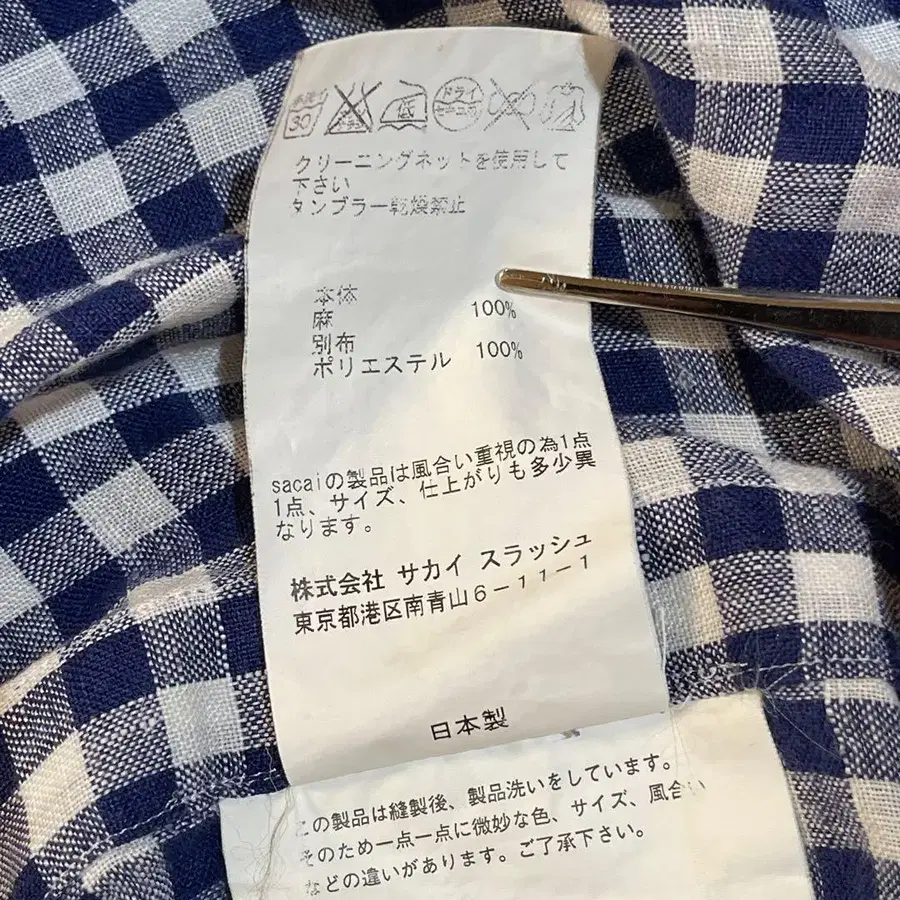 30
低
ドライ
クリーニングネットを使用して
下さい
タンブラー乾燥禁止
本体
麻 100%
別布
ポリエステル 100%
sacaiの製品は風合い重視の為1点
1点、サイズ、仕上がりも多少異
なります。
株式会社 サカイ スラッシュ
東京都港区南青山6-11-1
日本製
この製品は縫製後、製品洗いをしています。
そのため一点一点に微妙な色、サイズ、風合い
などの違いがあります。ご了承下さい。